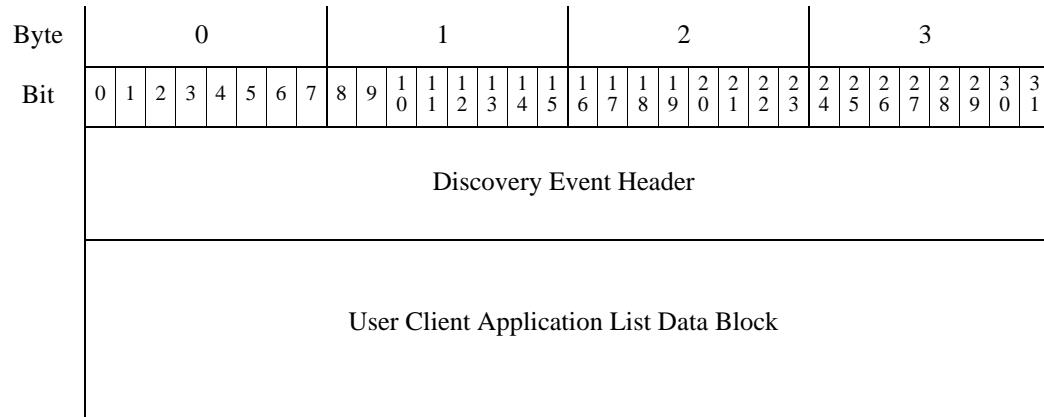 Byte 0 1 2 3
Bit 0 1 2 3 4 5 6 7 8 9 10 11 12 13 14 15 16 17 18 19 20 21 22 23 24 25 26 27 28 29 30 31
Discovery Event Header
User Client Application List Data Block